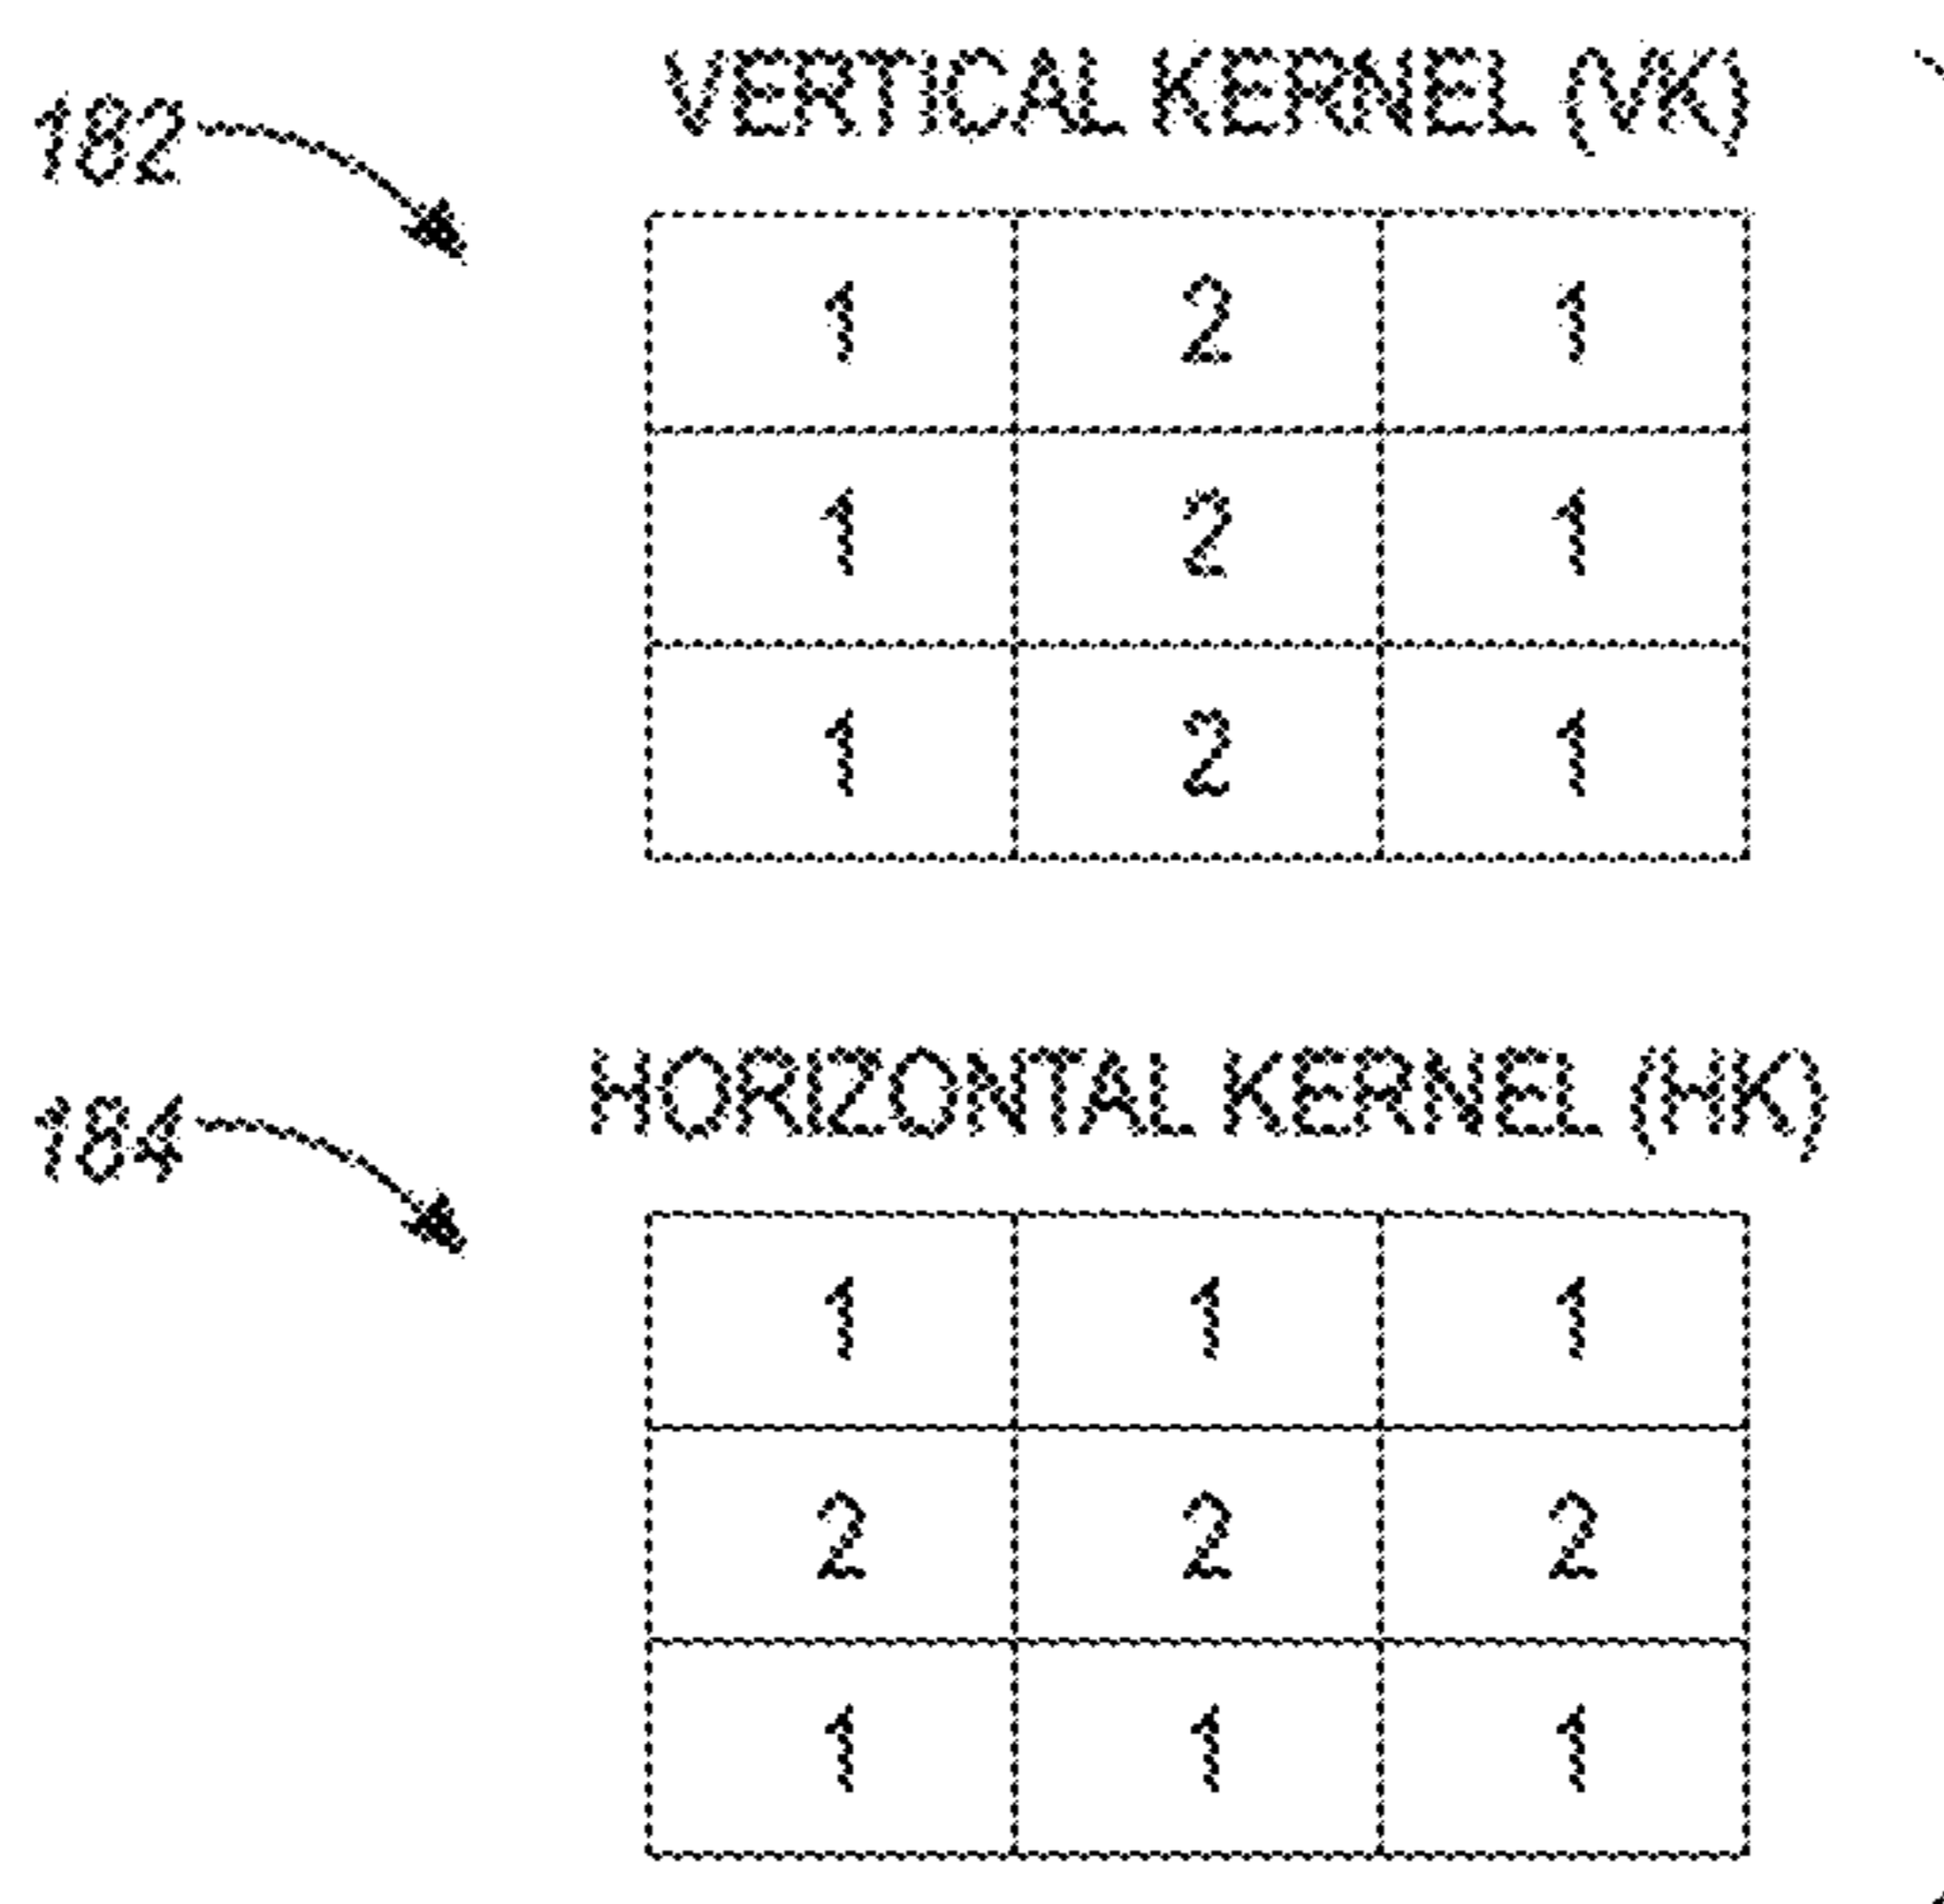 182
VERTICAL KERNEL (VK)
1 2 1
1 2 1
1 2 1
184
HORIZONTAL KERNEL (HK)
1 1 1
2 2 2
1 1 1